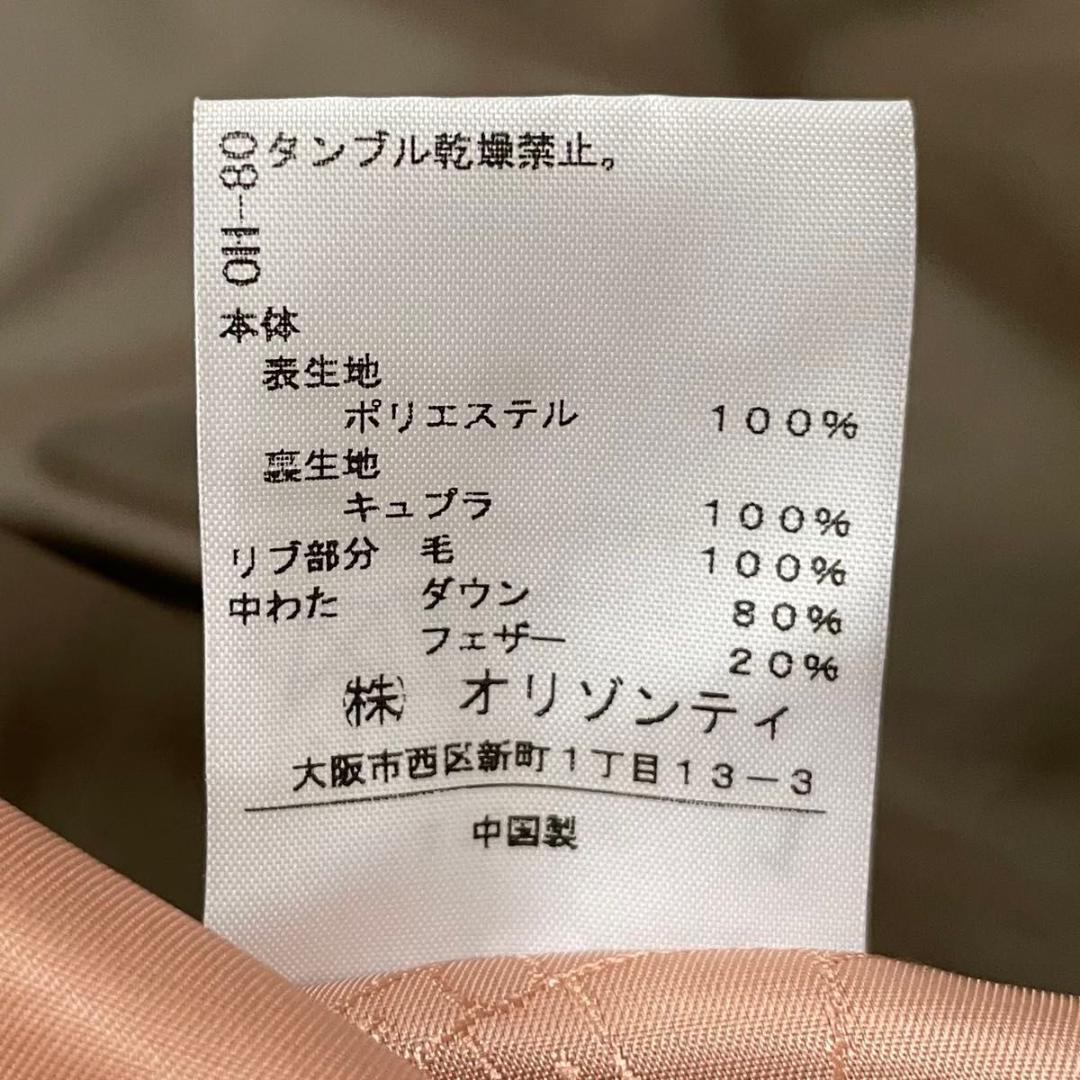 タンブル乾燥禁止。
本体
表生地
ポリエステル 100%
裏生地
キュプラ 100%
リブ部分 毛 100%
中わた ダウン 80%
フェザー 20%
㈱ オリゾンティ
大阪市西区新町1丁目13-3
中国製